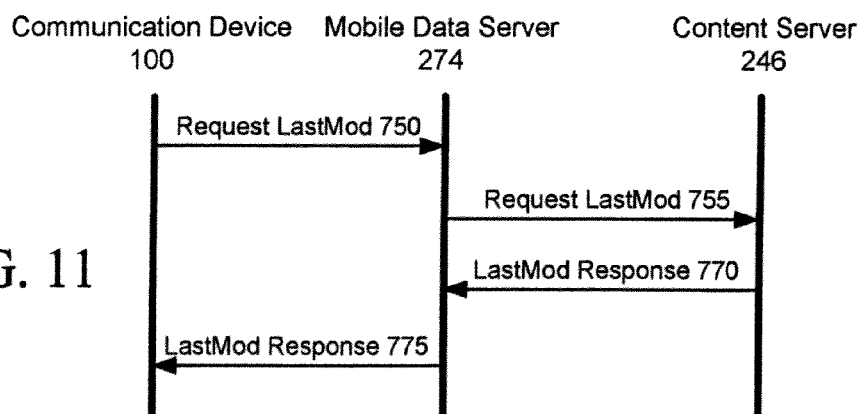 Communication Device Mobile Data Server Content Server
100 274 246
Request LastMod 750
Request LastMod 755
LastMod Response 770
G. 11
LastMod Response 775